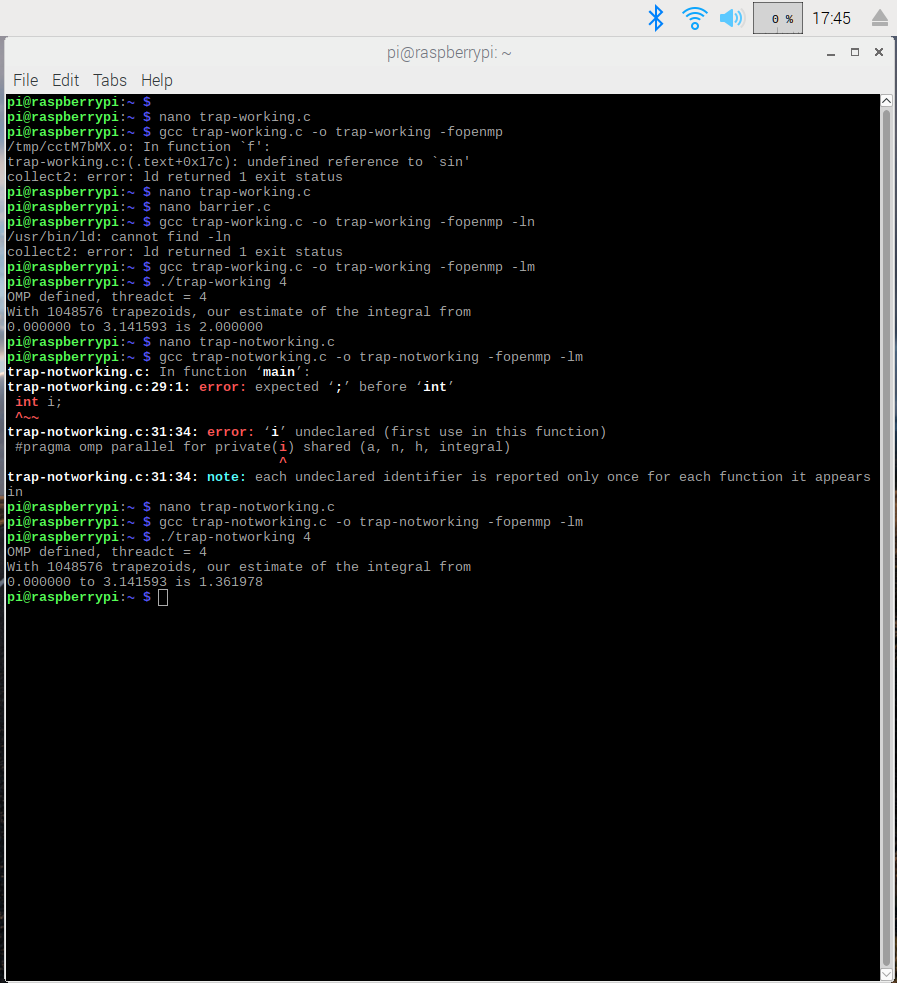 0 %
17:45
pi@raspberrypi: ~
File Edit Tabs Help
pi@raspberrypi:~ $
pi@raspberrypi:~ $ nano trap-working.c
pi@raspberrypi:~ $ gcc trap-working.c -o trap-working -fopenmp
/tmp/cctM7bMX.o: In function `f':
trap-working.c:(.text+0x17c): undefined reference to `sin'
collect2: error: ld returned 1 exit status
pi@raspberrypi:~ $ nano trap-working.c
pi@raspberrypi:~ $ nano barrier.c
pi@raspberrypi:~ $ gcc trap-working.c -o trap-working -fopenmp -ln
/usr/bin/ld: cannot find -ln
collect2: error: ld returned 1 exit status
pi@raspberrypi:~ $ gcc trap-working.c -o trap-working -fopenmp -lm
pi@raspberrypi:~ $ ./trap-working 4
OMP defined, threadct = 4
With 1048576 trapezoids, our estimate of the integral from
0.000000 to 3.141593 is 2.000000
pi@raspberrypi:~ $ nano trap-notworking.c
pi@raspberrypi:~ $ gcc trap-notworking.c -o trap-notworking -fopenmp -lm
trap-notworking.c: In function ‘main’:
trap-notworking.c:29:1: error: expected ‘;’ before ‘int’
int i;
^~~
trap-notworking.c:31:34: error: ‘i’ undeclared (first use in this function)
#pragma omp parallel for private(i) shared (a, n, h, integral)
^
trap-notworking.c:31:34: note: each undeclared identifier is reported only once for each function it appears
in
pi@raspberrypi:~ $ nano trap-notworking.c
pi@raspberrypi:~ $ gcc trap-notworking.c -o trap-notworking -fopenmp -lm
pi@raspberrypi:~ $ ./trap-notworking 4
OMP defined, threadct = 4
With 1048576 trapezoids, our estimate of the integral from
0.000000 to 3.141593 is 1.361978
pi@raspberrypi:~ $